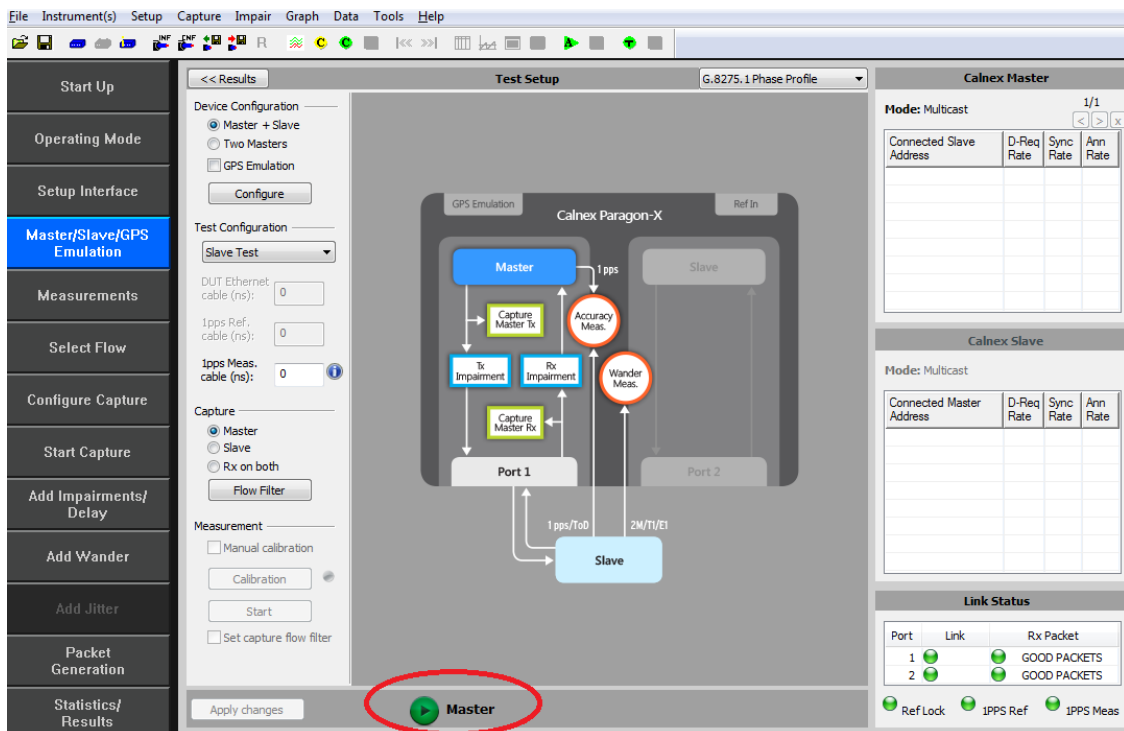 File Instrument(s) Setup Capture Impair Graph Data Tools Help
INF INF R C C
Start Up
Operating Mode
Setup Interface
Master/Slave/GPS
Emulation
Measurements
Select Flow
Configure Capture
Start Capture
Add Impairments/
Delay
Add Wander
Add Jitter
Packet
Generation
Statistics/
Results
<< Results
Test Setup
G.8275.1 Phase Profile
Device Configuration
Master + Slave
Two Masters
GPS Emulation
Configure
Test Configuration
Slave Test
DUT Ethernet
cable (ns): 0
1pps Ref.
cable (ns): 0
1pps Meas.
cable (ns): 0
Capture
Master
Slave
Rx on both
Flow Filter
Measurement
Manual calibration
Calibration
Start
Set capture flow filter
GPS Emulation
Calnex Paragon-X
Ref In
Master
1 pps
Slave
Capture
Master Tx
Accuracy
Meas.
Tx
Impairment
Rx
Impairment
Wander
Meas.
Capture
Master Rx
Port 1
Port 2
1 pps/ToD
2M/T1/E1
Slave
Apply changes
Master
Calnex Master
Mode: Multicast
1/1
< > x
Connected Slave
Address
D-Req
Rate
Sync
Rate
Ann
Rate
Calnex Slave
Mode: Multicast
Connected Master
Address
D-Req
Rate
Sync
Rate
Ann
Rate
Link Status
Port Link Rx Packet
1 GOOD PACKETS
2 GOOD PACKETS
Ref Lock 1PPS Ref 1PPS Meas